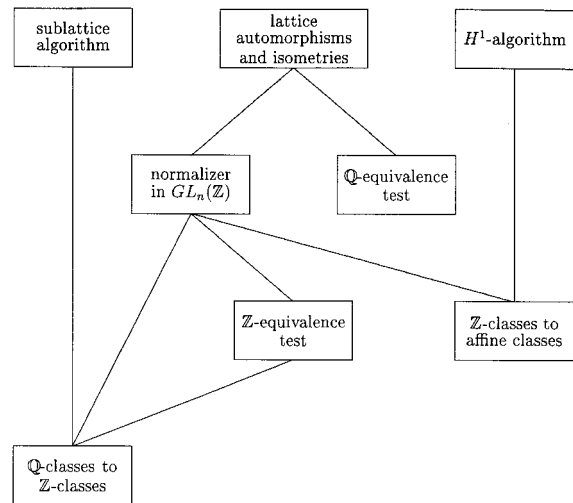 sublattice
algorithm
lattice
automorphisms
and isometries
H¹-algorithm
normalizer
in GLₙ(ℤ)
ℚ-equivalence
test
ℤ-equivalence
test
ℤ-classes to
affine classes
ℚ-classes to
ℤ-classes